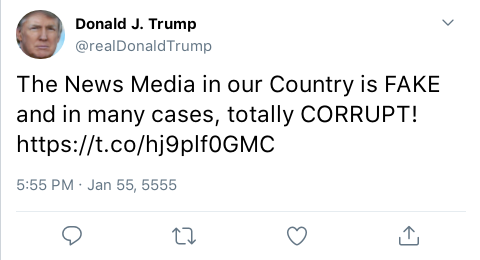 Donald J. Trump
@realDonaldTrump
The News Media in our Country is FAKE
and in many cases, totally CORRUPT!
https://t.co/hj9plf0GMC
5:55 PM · Jan 55, 5555